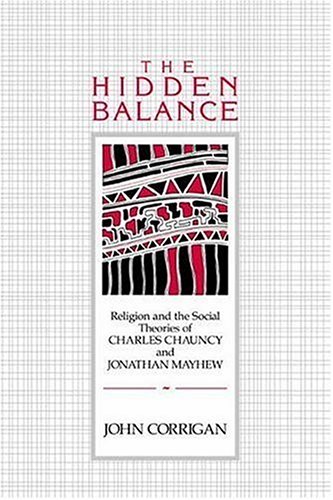 THE
HIDDEN
BALANCE
Religion and the Social
Theories of
CHARLES CHAUNCY
and
JONATHAN MAYHEW
~
JOHN CORRIGAN